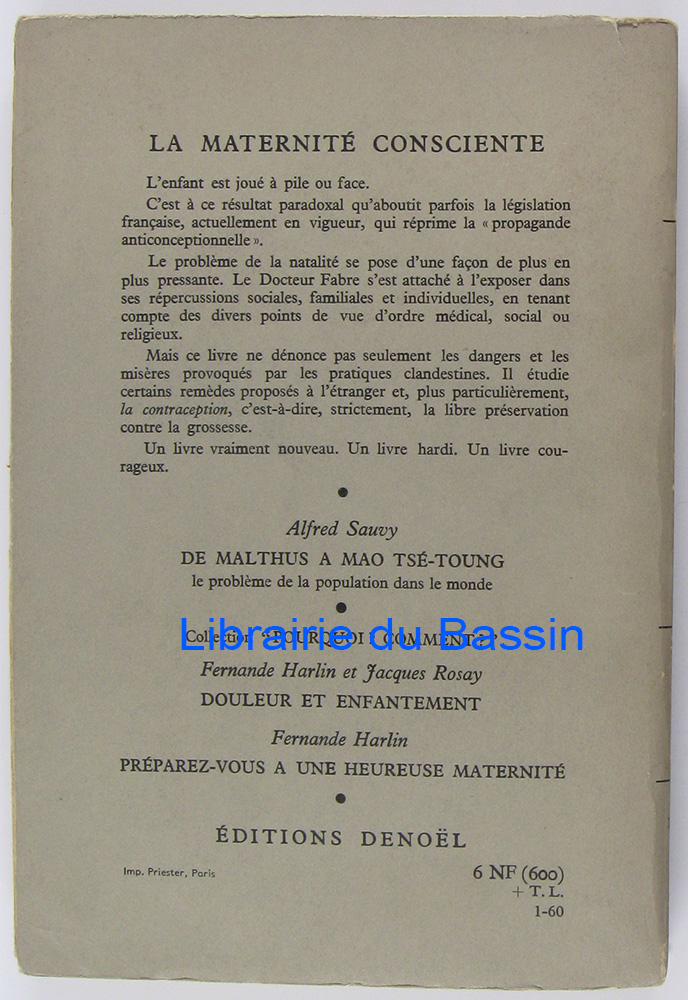 LA MATERNITÉ CONSCIENTE
L'enfant est joué à pile ou face.
C'est à ce résultat paradoxal qu'aboutit parfois la législation
française, actuellement en vigueur, qui réprime la « propagande
anticonceptionnelle ».
Le problème de la natalité se pose d'une façon de plus en
plus pressante. Le Docteur Fabre s'est attaché à l'exposer dans
ses répercussions sociales, familiales et individuelles, en tenant
compte des divers points de vue d'ordre médical, social ou
religieux.
Mais ce livre ne dénonce pas seulement les dangers et les
misères provoqués par les pratiques clandestines. Il étudie
certains remèdes proposés à l'étranger et, plus particulièrement,
la contraception, c'est-à-dire, strictement, la libre préservation
contre la grossesse.
Un livre vraiment nouveau. Un livre hardi. Un livre cou-
rageux.
●
Alfred Sauvy
DE MALTHUS A MAO TSÉ-TOUNG
le problème de la population dans le monde
●
Librairie du Bassin
Collection "POURQUOI ? COMMENT ?"
Fernande Harlin et Jacques Rosay
DOULEUR ET ENFANTEMENT
Fernande Harlin
PRÉPAREZ-VOUS A UNE HEUREUSE MATERNITÉ
●
ÉDITIONS DENOËL
Imp. Priester, Paris
6 NF (600)
+ T. L.
1-60